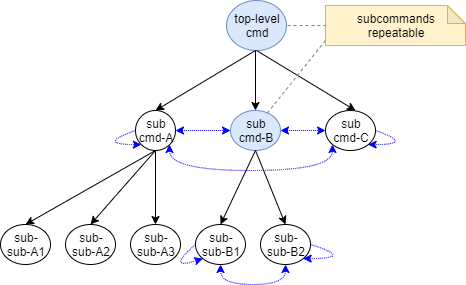 top-level
cmd
subcommands
repeatable
sub
cmd-A
sub
cmd-B
sub
cmd-C
sub-
sub-A1
sub-
sub-A2
sub-
sub-A3
sub-
sub-B1
sub-
sub-B2